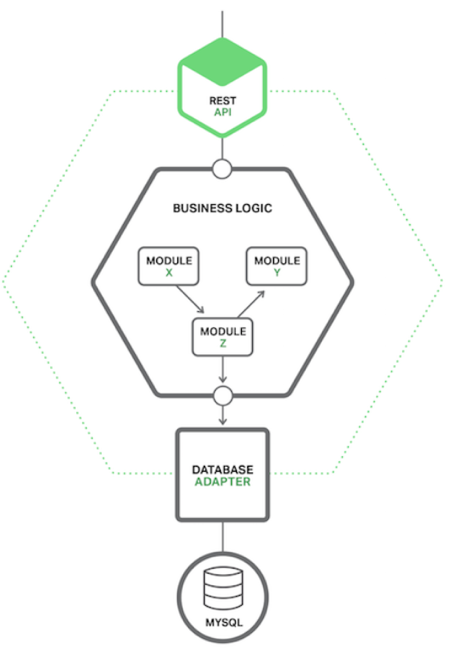 REST
API
BUSINESS LOGIC
MODULE
X
MODULE
Y
MODULE
Z
DATABASE
ADAPTER
MYSQL